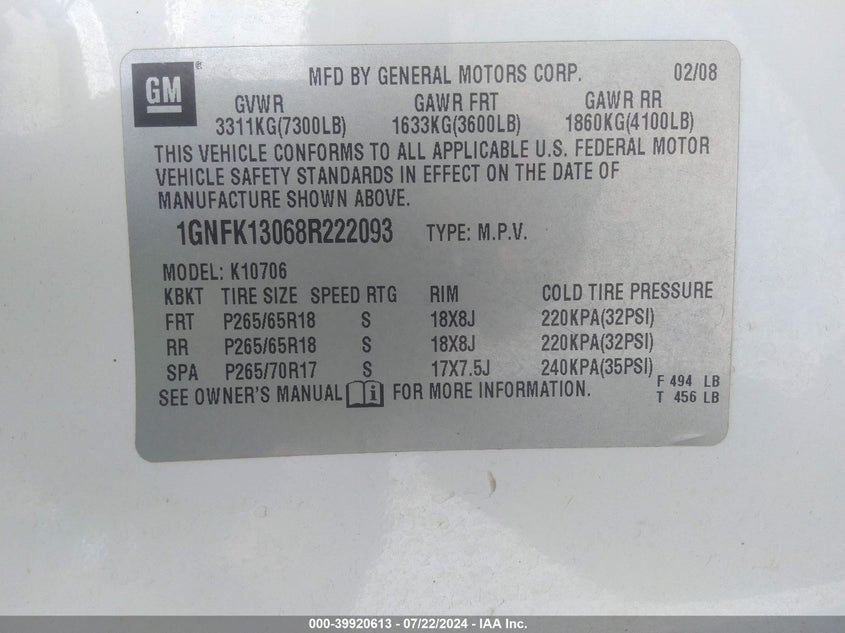 GM ® MFD BY GENERAL MOTORS CORP. 02/08
GVWR GAWR FRT GAWR RR
3311KG(7300LB) 1633KG(3600LB) 1860KG(4100LB)
THIS VEHICLE CONFORMS TO ALL APPLICABLE U.S. FEDERAL MOTOR
VEHICLE SAFETY STANDARDS IN EFFECT ON THE DATE OF
MANUFACTURE SHOWN ABOVE.
1GNFK13068R222093 TYPE: M.P.V.
MODEL: K10706
KBKT TIRE SIZE SPEED RTG RIM COLD TIRE PRESSURE
FRT P265/65R18 S 18X8J 220KPA(32PSI)
RR P265/65R18 S 18X8J 220KPA(32PSI)
SPA P265/70R17 S 17X7.5J 240KPA(35PSI)
SEE OWNER'S MANUAL i FOR MORE INFORMATION. F 494 LB
T 456 LB
000-39920613 - 07/22/2024 - IAA Inc.